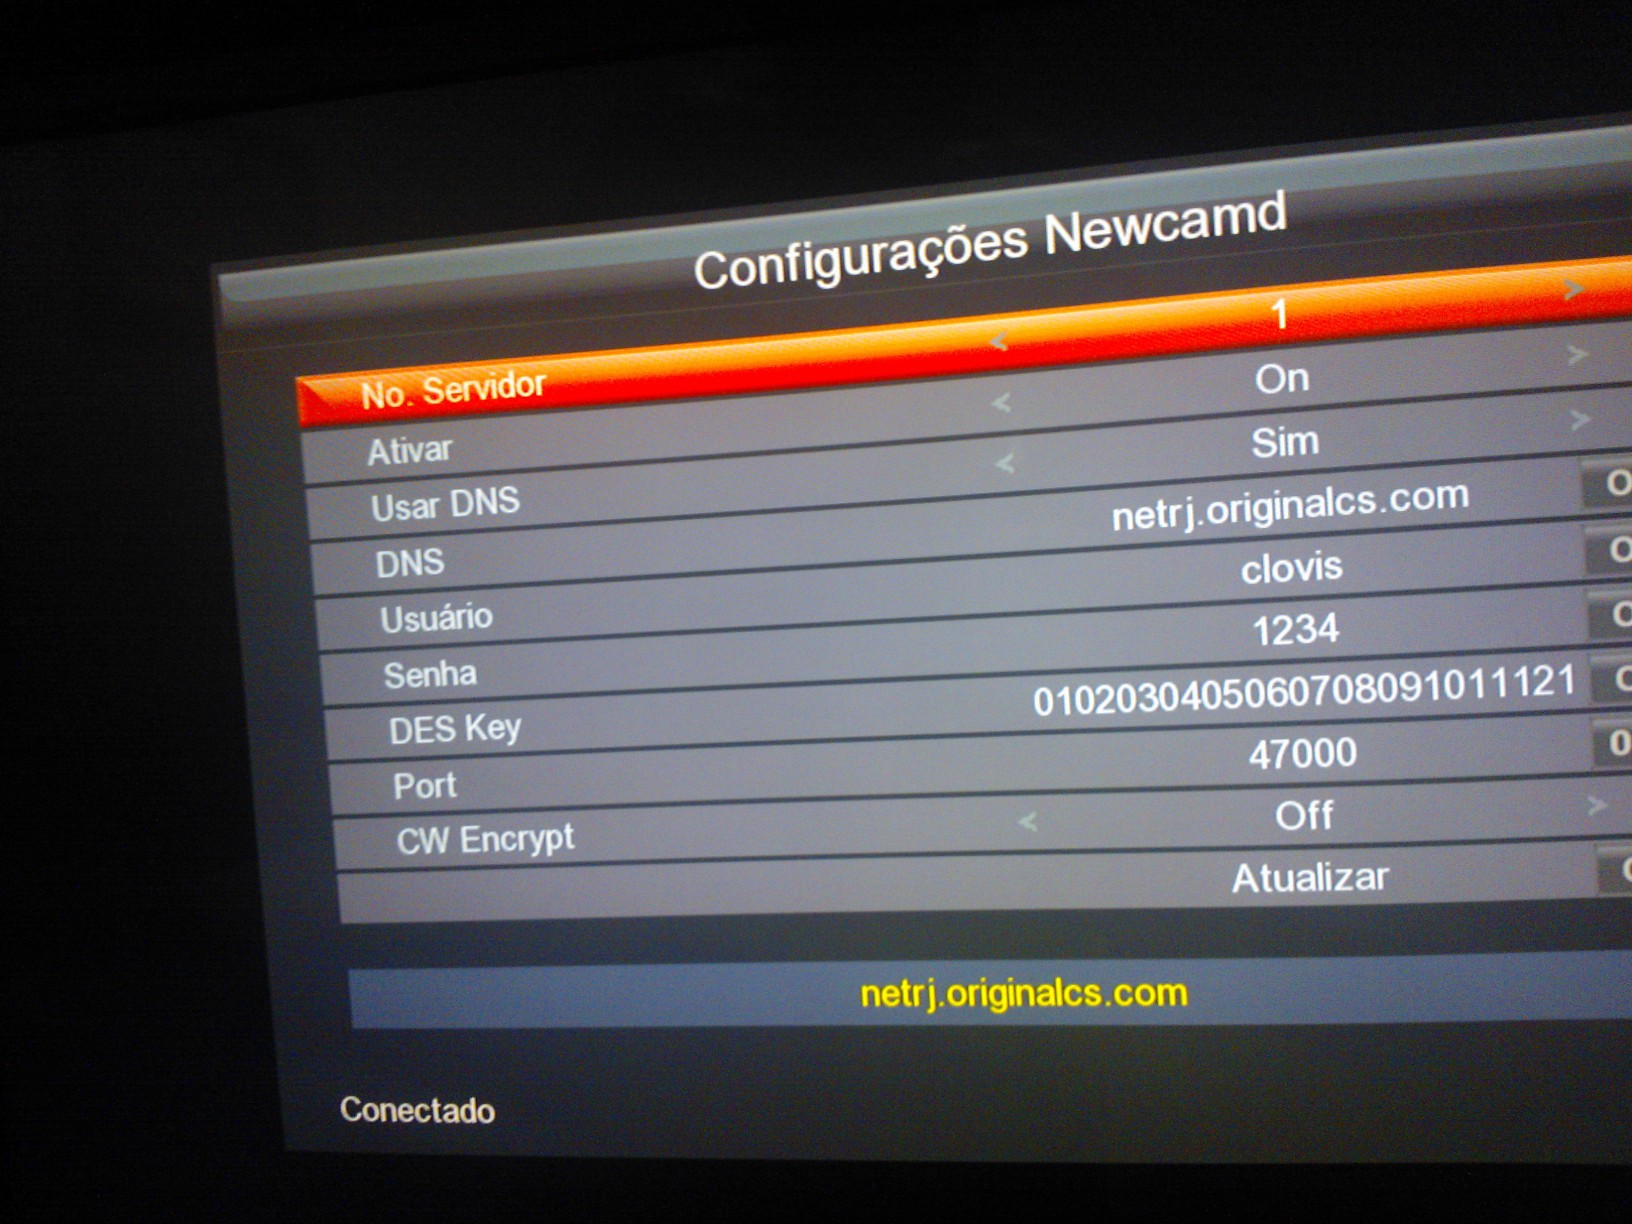 Configurações Newcamd
No. Servidor < 1 >
Ativar < On >
Usar DNS < Sim >
DNS netrj.originalcs.com
Usuário clovis
Senha 1234
DES Key 0102030405060708091011121
Port 47000
CW Encrypt < Off >
Atualizar
netrj.originalcs.com
Conectado